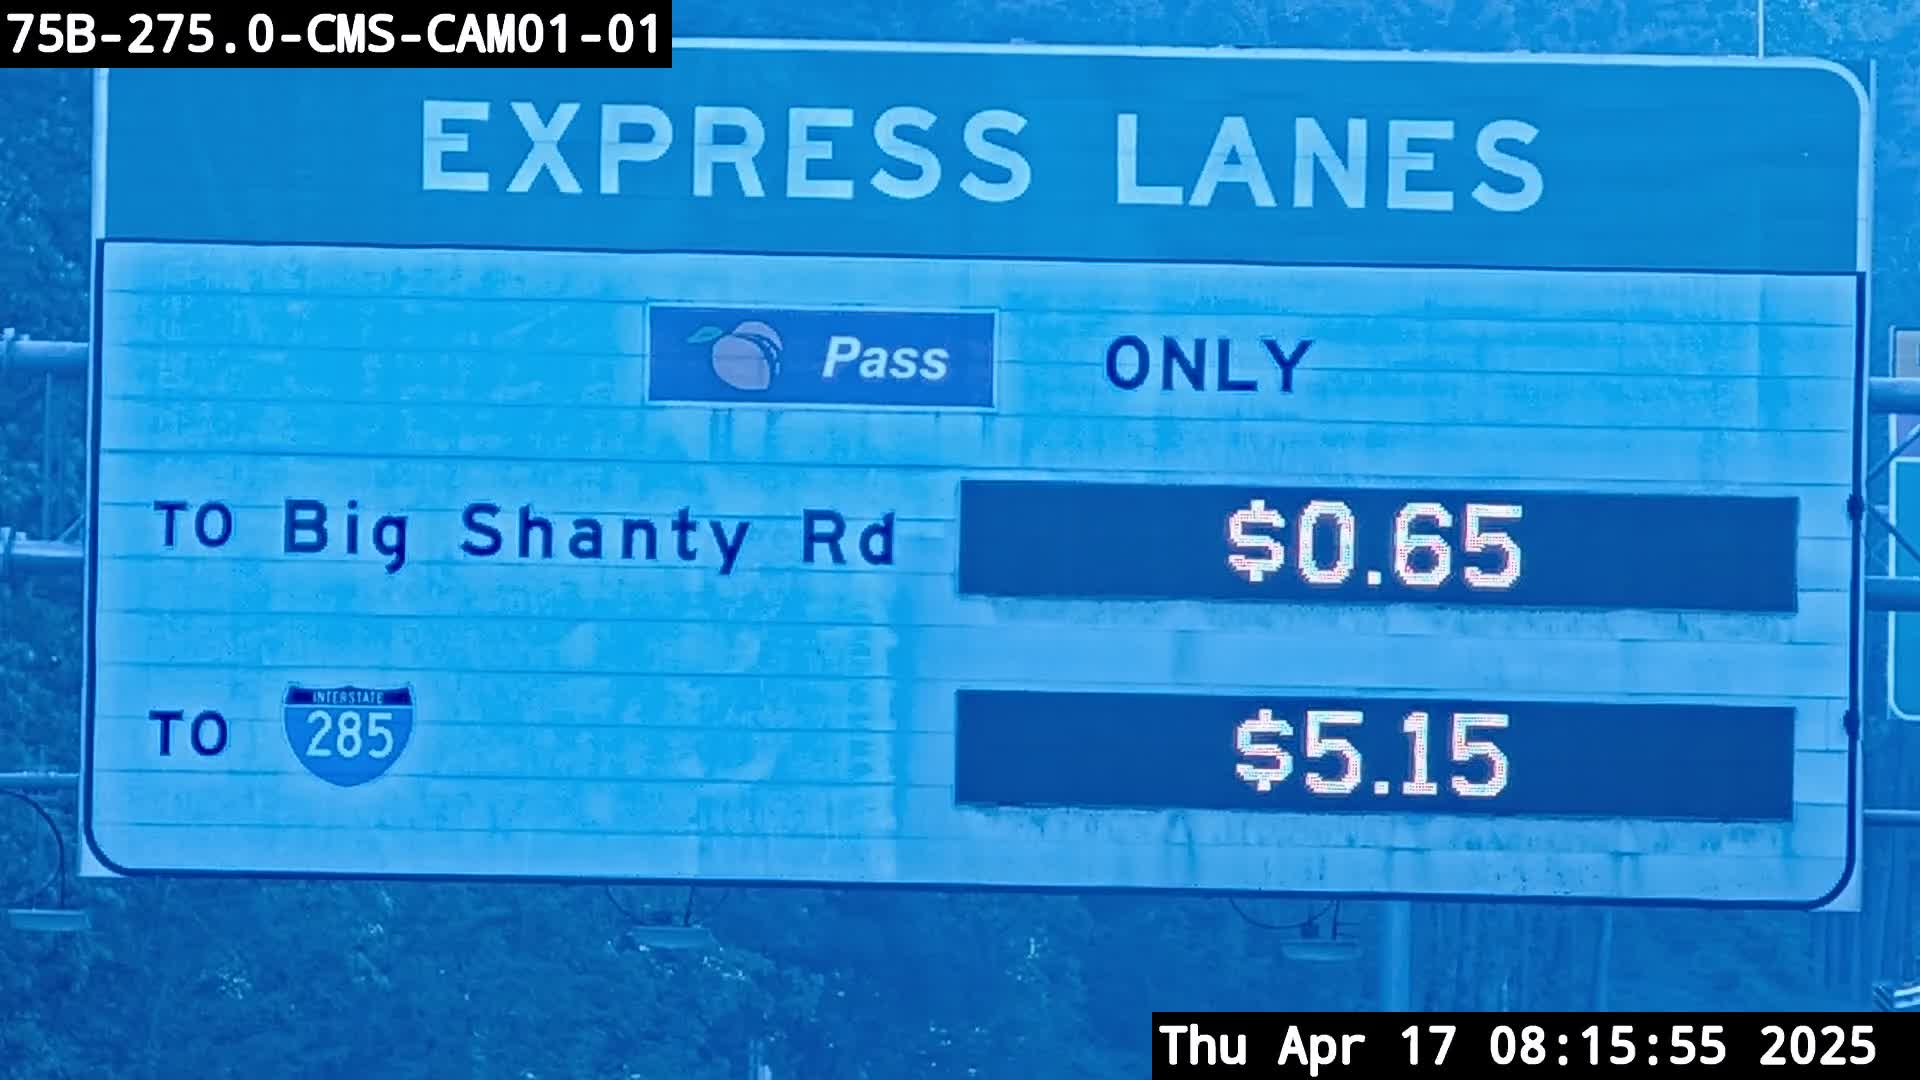 75B-275.0-CMS-CAM01-01
EXPRESS LANES
Pass ONLY
TO Big Shanty Rd $0.65
INTERSTATE
TO 285 $5.15
Thu Apr 17 08:15:55 2025